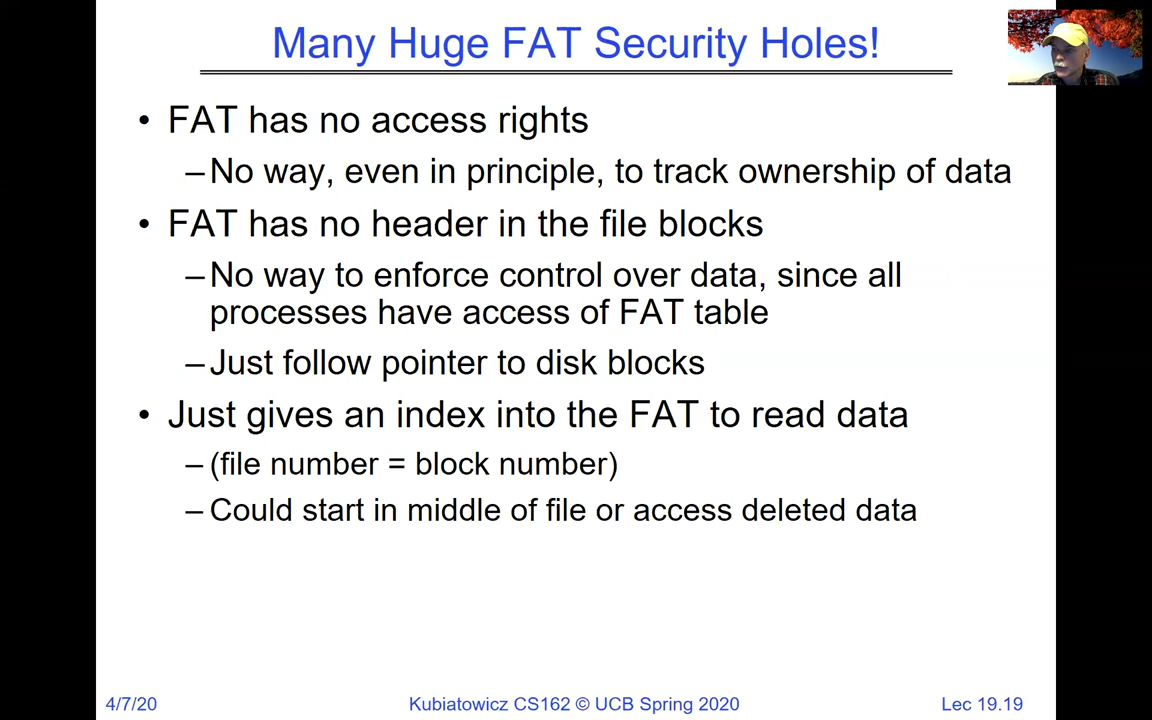 Many Huge FAT Security Holes!
• FAT has no access rights
–No way, even in principle, to track ownership of data
• FAT has no header in the file blocks
–No way to enforce control over data, since all
processes have access of FAT table
–Just follow pointer to disk blocks
• Just gives an index into the FAT to read data
–(file number = block number)
–Could start in middle of file or access deleted data
4/7/20
Kubiatowicz CS162 © UCB Spring 2020
Lec 19.19